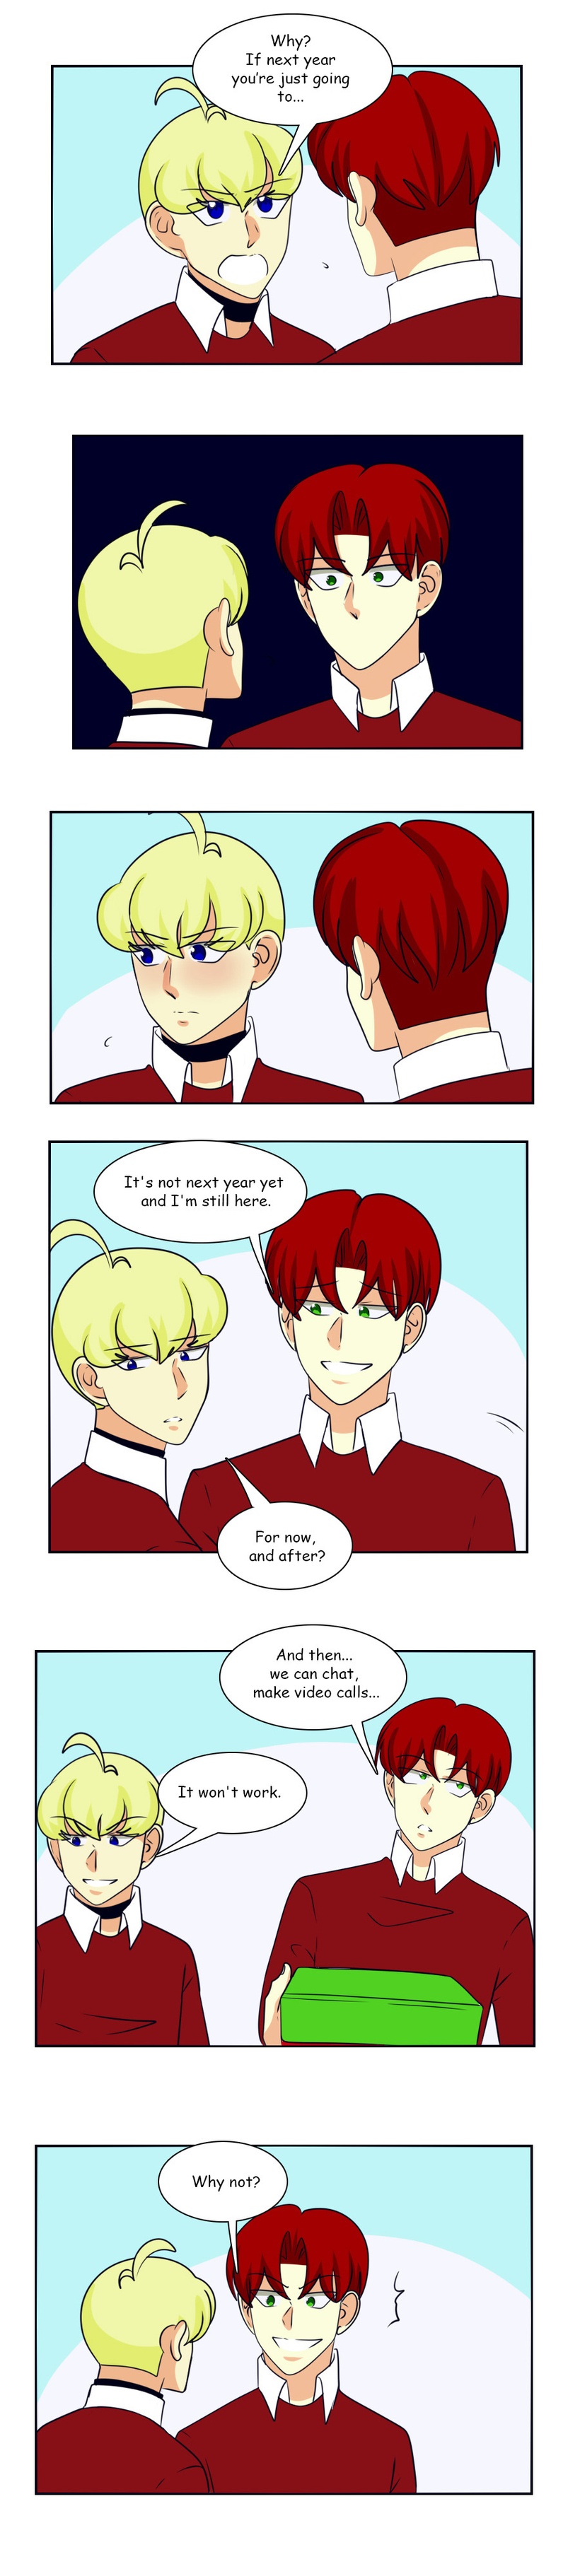 Why?
If next year
you're just going
to...
It's not next year yet
and I'm still here.
For now,
and after?
And then...
we can chat,
make video calls...
It won't work.
Why not?